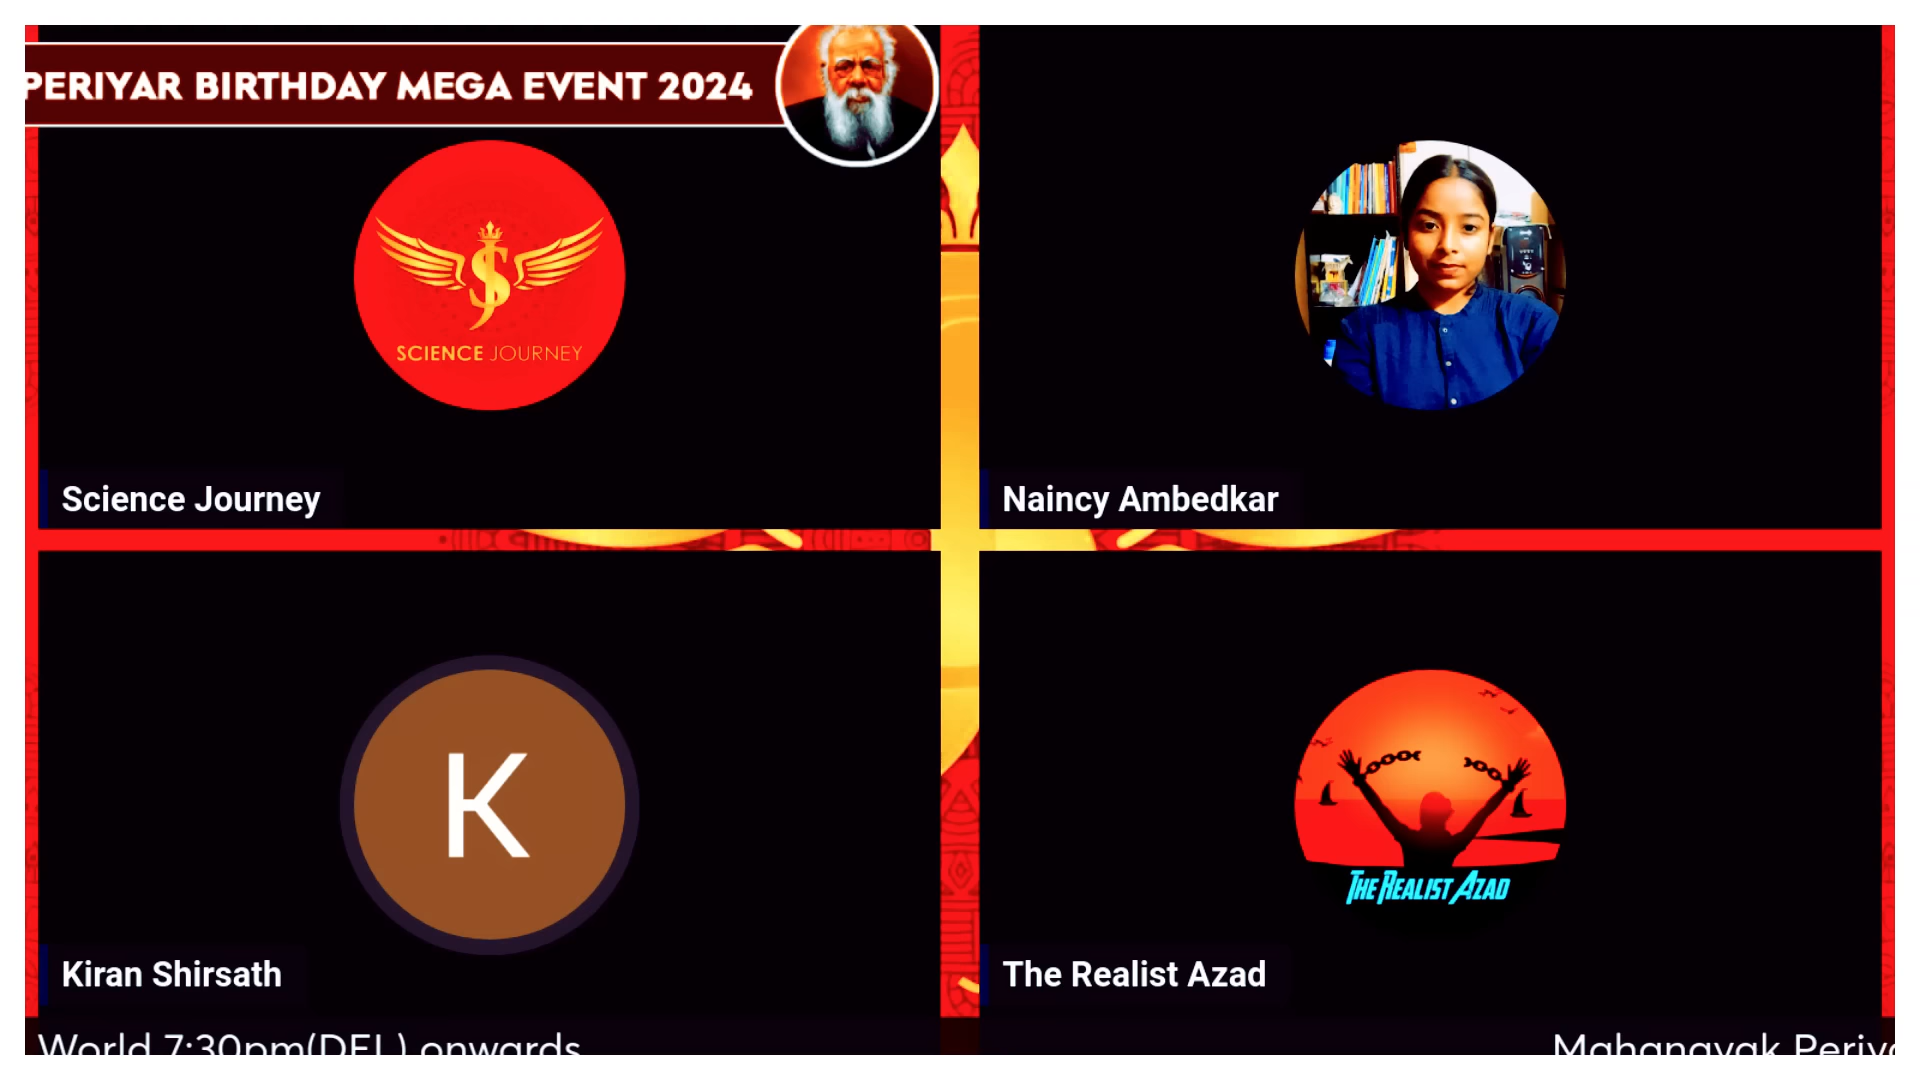 PERIYAR BIRTHDAY MEGA EVENT 2024
SCIENCE JOURNEY
Science Journey
Naincy Ambedkar
K
Kiran Shirsath
THE REALIST AZAD
The Realist Azad
World 7:30pm(DEL) onwards
Mahanayak